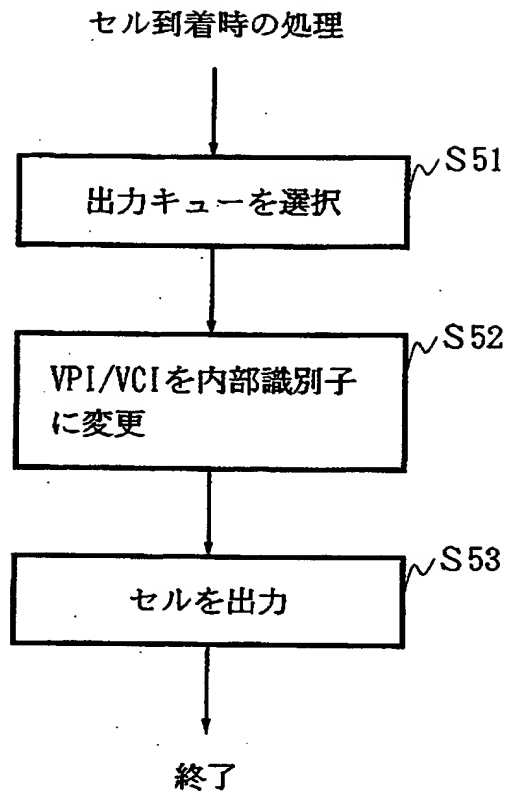 セル到着時の処理
S51
出力キューを選択
S52
VPI/VCIを内部識別子
に変更
S53
セルを出力
終了